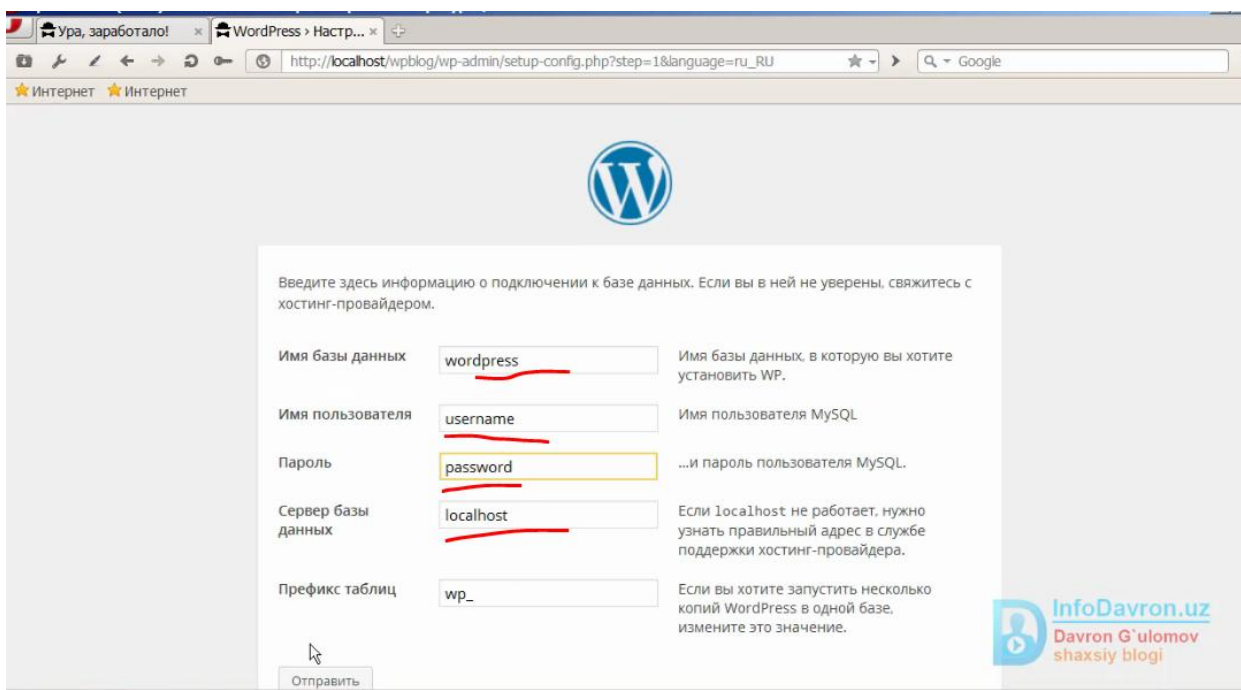 Ура, заработало!
WordPress › Настр...
http://localhost/wpblog/wp-admin/setup-config.php?step=1&language=ru_RU
Google
Интернет Интернет
Введите здесь информацию о подключении к базе данных. Если вы в ней не уверены, свяжитесь с
хостинг-провайдером.
Имя базы данных
wordpress
Имя базы данных, в которую вы хотите
установить WP.
Имя пользователя
username
Имя пользователя MySQL
Пароль
password
...и пароль пользователя MySQL.
Сервер базы
данных
localhost
Если localhost не работает, нужно
узнать правильный адрес в службе
поддержки хостинг-провайдера.
Префикс таблиц
wp_
Если вы хотите запустить несколько
копий WordPress в одной базе,
измените это значение.
Отправить
InfoDavron.uz
Davron G`ulomov
shaxsiy blogi